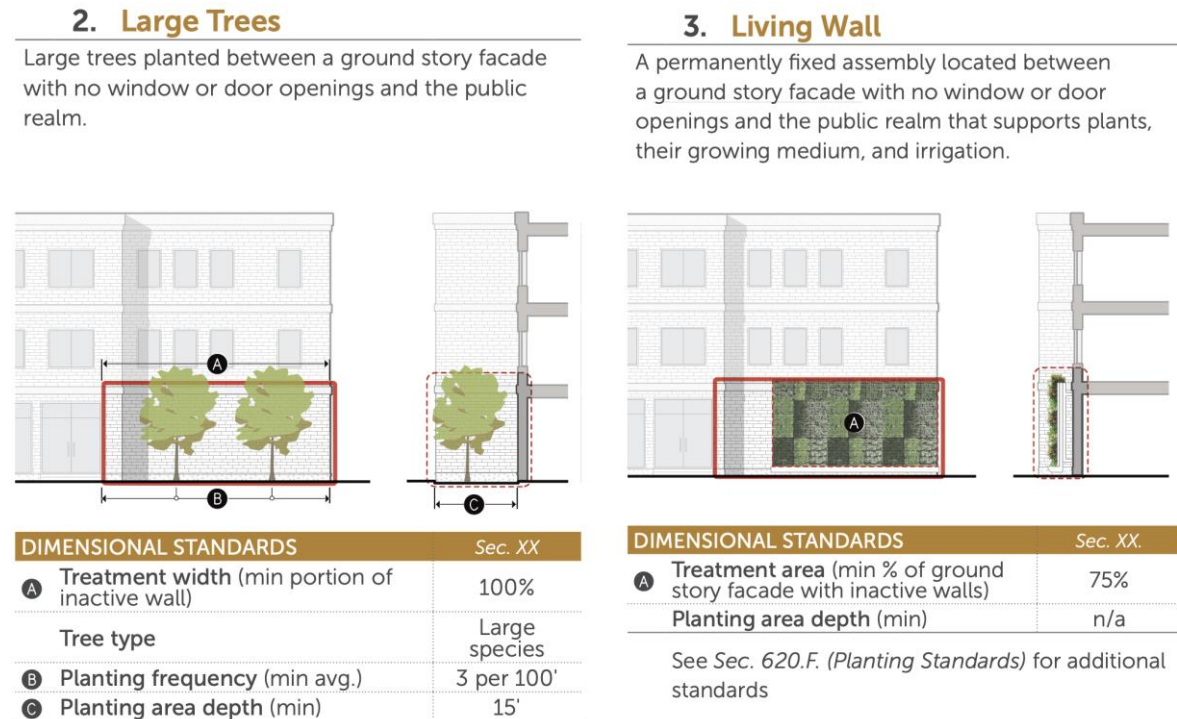 2. Large Trees
Large trees planted between a ground story facade
with no window or door openings and the public
realm.
A
B
C
DIMENSIONAL STANDARDS Sec. XX
A Treatment width (min portion of
inactive wall) 100%
Tree type Large
species
B Planting frequency (min avg.) 3 per 100'
C Planting area depth (min) 15'
3. Living Wall
A permanently fixed assembly located between
a ground story facade with no window or door
openings and the public realm that supports plants,
their growing medium, and irrigation.
A
DIMENSIONAL STANDARDS Sec. XX.
A Treatment area (min % of ground
story facade with inactive walls) 75%
Planting area depth (min) n/a
See Sec. 620.F. (Planting Standards) for additional
standards